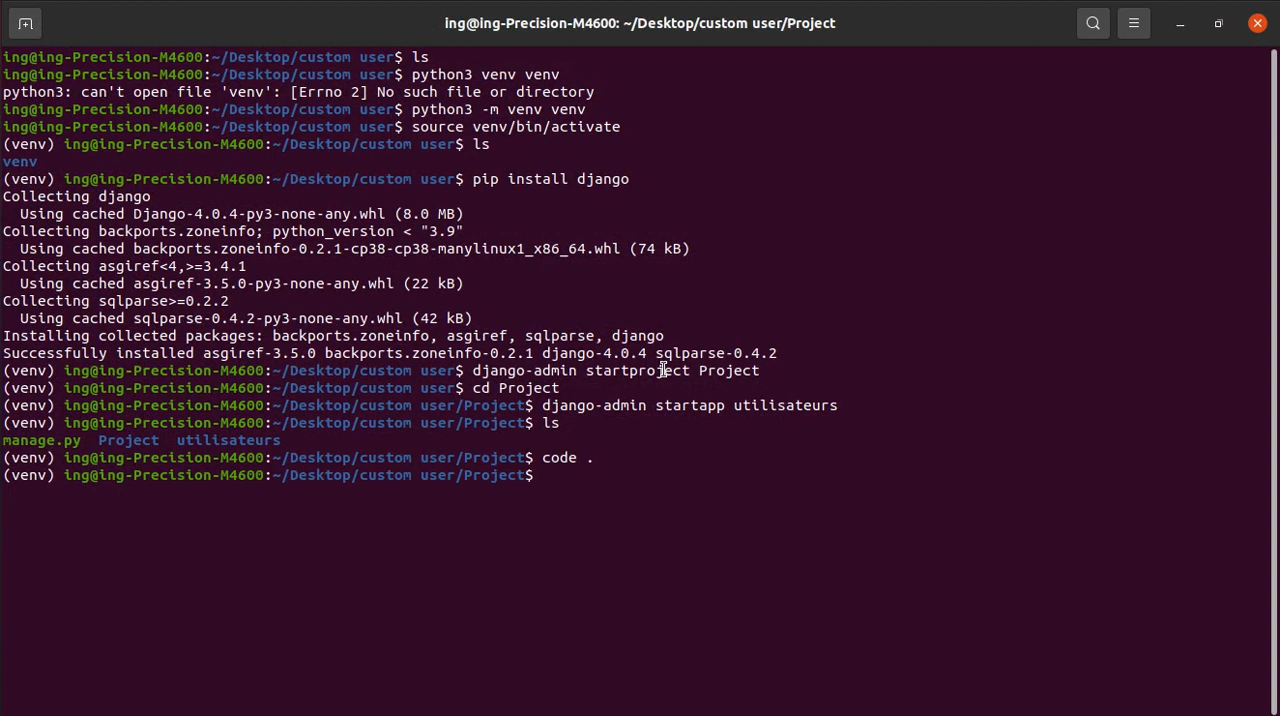 ing@ing-Precision-M4600: ~/Desktop/custom user/Project
ing@ing-Precision-M4600:~/Desktop/custom user$ ls
ing@ing-Precision-M4600:~/Desktop/custom user$ python3 venv venv
python3: can't open file 'venv': [Errno 2] No such file or directory
ing@ing-Precision-M4600:~/Desktop/custom user$ python3 -m venv venv
ing@ing-Precision-M4600:~/Desktop/custom user$ source venv/bin/activate
(venv) ing@ing-Precision-M4600:~/Desktop/custom user$ ls
venv
(venv) ing@ing-Precision-M4600:~/Desktop/custom user$ pip install django
Collecting django
  Using cached Django-4.0.4-py3-none-any.whl (8.0 MB)
Collecting backports.zoneinfo; python_version < "3.9"
  Using cached backports.zoneinfo-0.2.1-cp38-cp38-manylinux1_x86_64.whl (74 kB)
Collecting asgiref<4,>=3.4.1
  Using cached asgiref-3.5.0-py3-none-any.whl (22 kB)
Collecting sqlparse>=0.2.2
  Using cached sqlparse-0.4.2-py3-none-any.whl (42 kB)
Installing collected packages: backports.zoneinfo, asgiref, sqlparse, django
Successfully installed asgiref-3.5.0 backports.zoneinfo-0.2.1 django-4.0.4 sqlparse-0.4.2
(venv) ing@ing-Precision-M4600:~/Desktop/custom user$ django-admin startproject Project
(venv) ing@ing-Precision-M4600:~/Desktop/custom user$ cd Project
(venv) ing@ing-Precision-M4600:~/Desktop/custom user/Project$ django-admin startapp utilisateurs
(venv) ing@ing-Precision-M4600:~/Desktop/custom user/Project$ ls
manage.py  Project  utilisateurs
(venv) ing@ing-Precision-M4600:~/Desktop/custom user/Project$ code .
(venv) ing@ing-Precision-M4600:~/Desktop/custom user/Project$